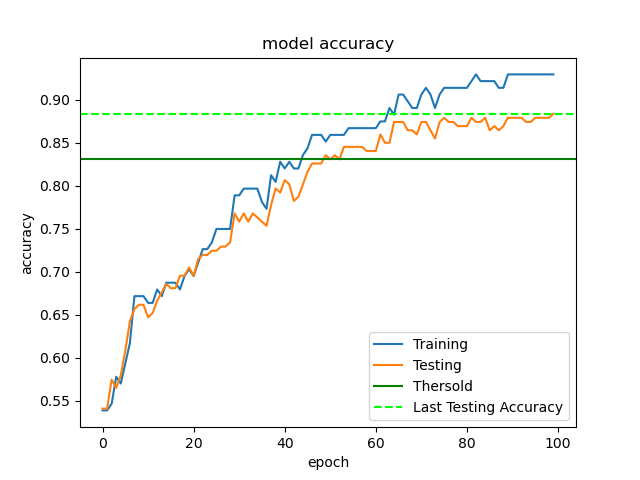 model accuracy
accuracy
0.90
0.85
0.80
0.75
0.70
0.65
0.60
0.55
0 20 40 60 80 100
epoch
Training
Testing
Thersold
Last Testing Accuracy